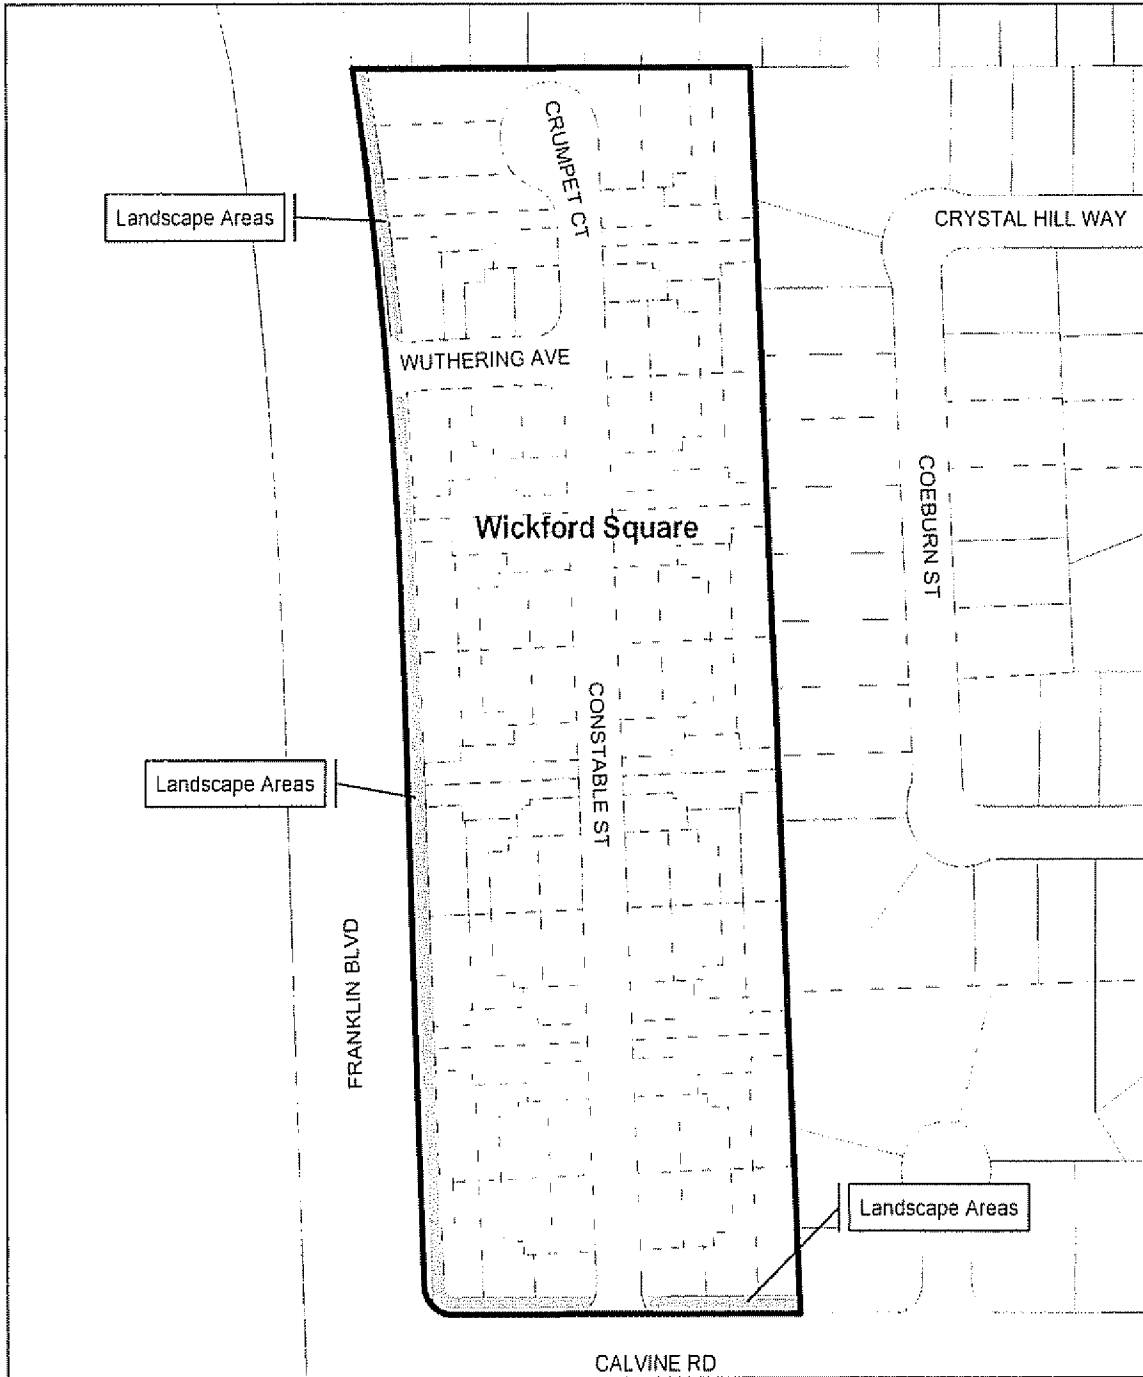 CRUMPET CT
Landscape Areas
CRYSTAL HILL WAY
WUTHERING AVE
COEBURN ST
Wickford Square
CONSTABLE ST
Landscape Areas
FRANKLIN BLVD
Landscape Areas
CALVINE RD